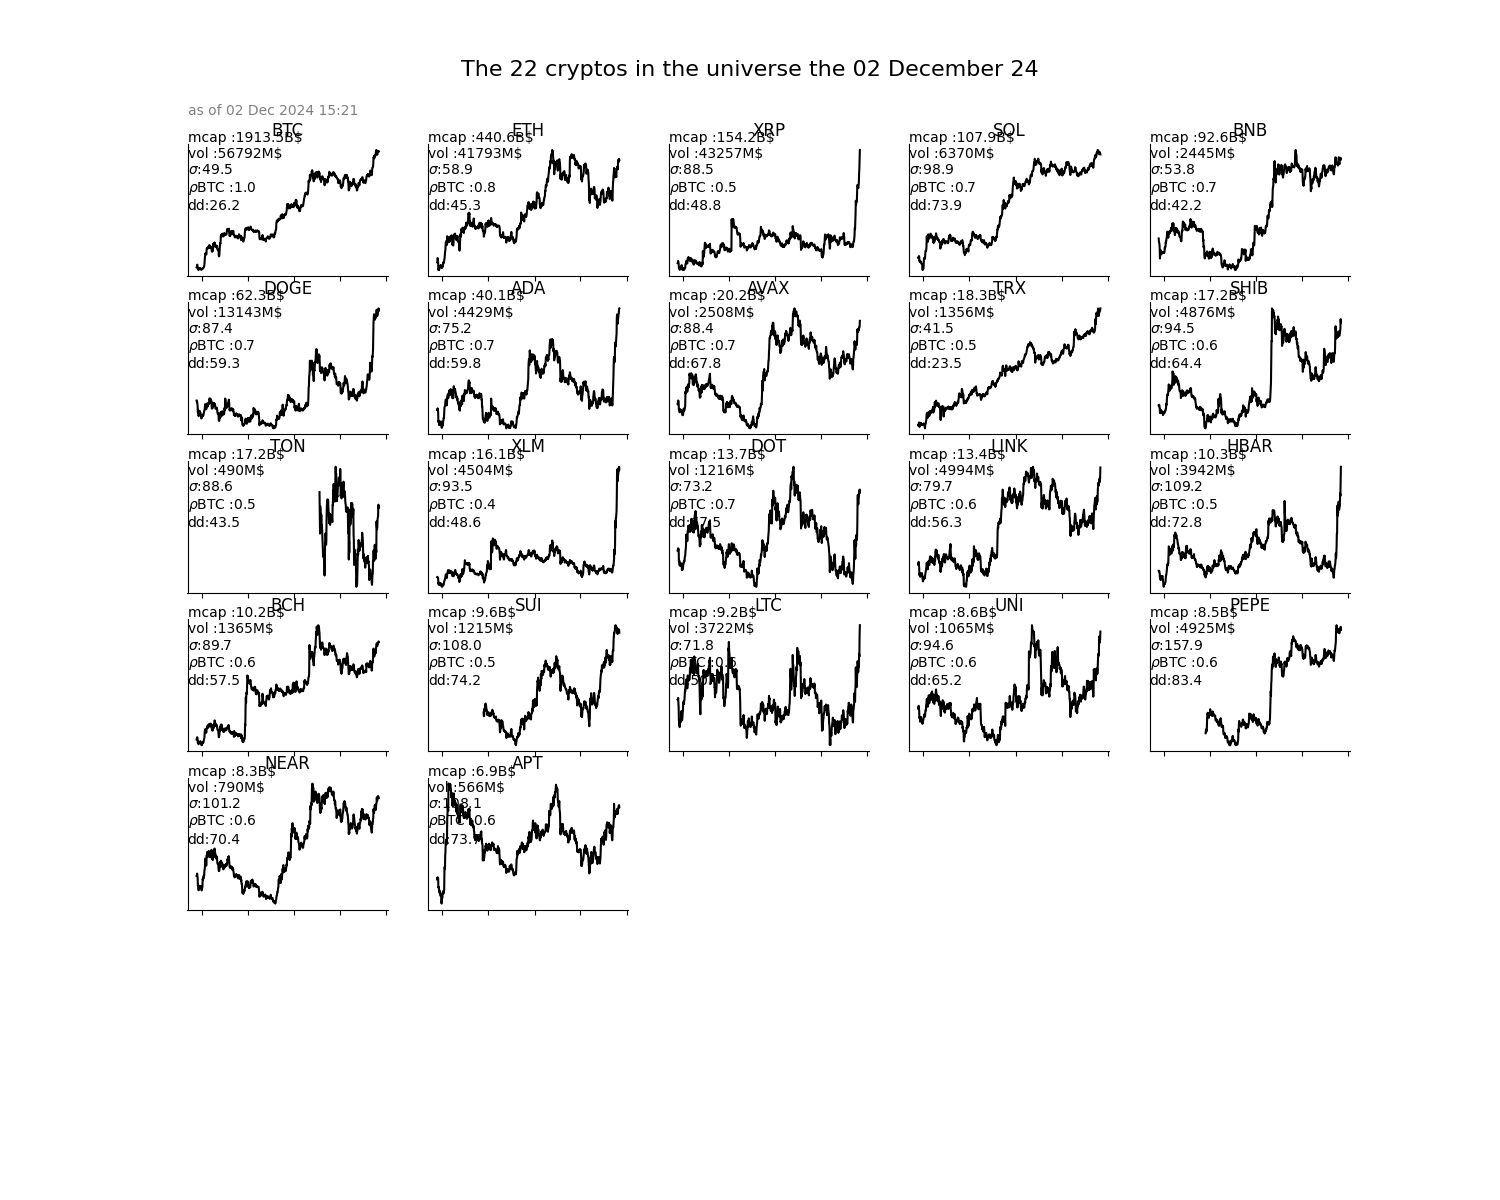 The 22 cryptos in the universe the 02 December 24
as of 02 Dec 2024 15:21
BTC
mcap :1913.5B$
vol :56792M$
σ:49.5
ρBTC :1.0
dd:26.2
ETH
mcap :440.6B$
vol :41793M$
σ:58.9
ρBTC :0.8
dd:45.3
XRP
mcap :154.2B$
vol :43257M$
σ:88.5
ρBTC :0.5
dd:48.8
SOL
mcap :107.9B$
vol :6370M$
σ:98.9
ρBTC :0.7
dd:73.9
BNB
mcap :92.6B$
vol :2445M$
σ:53.8
ρBTC :0.7
dd:42.2
DOGE
mcap :62.3B$
vol :13143M$
σ:87.4
ρBTC :0.7
dd:59.3
ADA
mcap :40.1B$
vol :4429M$
σ:75.2
ρBTC :0.7
dd:59.8
AVAX
mcap :20.2B$
vol :2508M$
σ:88.4
ρBTC :0.7
dd:67.8
TRX
mcap :18.3B$
vol :1356M$
σ:41.5
ρBTC :0.5
dd:23.5
SHIB
mcap :17.2B$
vol :4876M$
σ:94.5
ρBTC :0.6
dd:64.4
TON
mcap :17.2B$
vol :490M$
σ:88.6
ρBTC :0.5
dd:43.5
XLM
mcap :16.1B$
vol :4504M$
σ:93.5
ρBTC :0.4
dd:48.6
DOT
mcap :13.7B$
vol :1216M$
σ:73.2
ρBTC :0.7
LINK
mcap :13.4B$
vol :4994M$
σ:79.7
ρBTC :0.6
dd:56.3
HBAR
mcap :10.3B$
vol :3942M$
σ:109.2
ρBTC :0.5
dd:72.8
BCH
mcap :10.2B$
vol :1365M$
σ:89.7
ρBTC :0.6
dd:57.5
SUI
mcap :9.6B$
vol :1215M$
σ:108.0
ρBTC :0.5
dd:74.2
LTC
mcap :9.2B$
vol :3722M$
σ:71.8
ρBTC :0.6
UNI
mcap :8.6B$
vol :1065M$
σ:94.6
ρBTC :0.6
dd:65.2
PEPE
mcap :8.5B$
vol :4925M$
σ:157.9
ρBTC :0.6
dd:83.4
NEAR
mcap :8.3B$
vol :790M$
σ:101.2
ρBTC :0.6
dd:70.4
APT
mcap :6.9B$
vol :566M$
σ:108.1
ρBTC :0.6